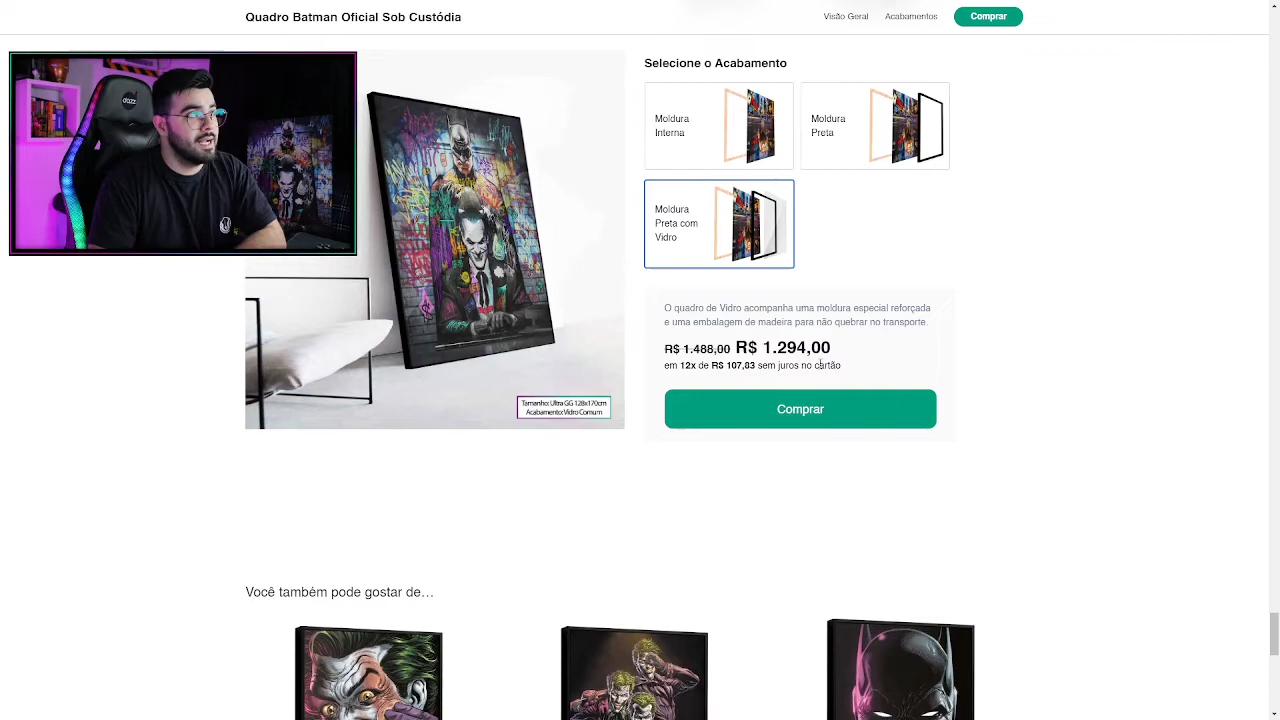 Quadro Batman Oficial Sob Custódia
Visão Geral
Acabamentos
Comprar
dazz
Selecione o Acabamento
Moldura
Interna
Moldura
Preta
Moldura
Preta com
Vidro
O quadro de Vidro acompanha uma moldura especial reforçada
e uma embalagem de madeira para não quebrar no transporte.
R$ 1.488,00 R$ 1.294,00
em 12x de R$ 107,83 sem juros no cartão
Comprar
Tamanho: Ultra GG 128x170cm
Acabamento: Vidro Comum
Você também pode gostar de…